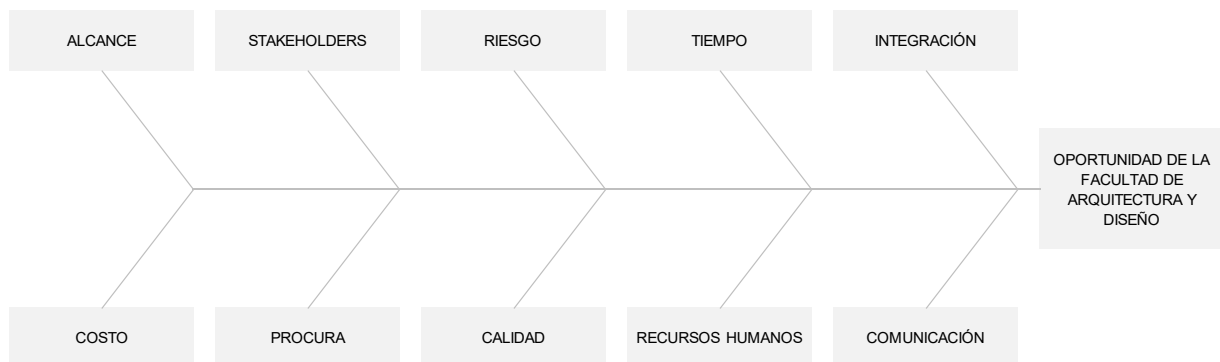 ALCANCE
STAKEHOLDERS
RIESGO
TIEMPO
INTEGRACIÓN
OPORTUNIDAD DE LA
FACULTAD DE
ARQUITECTURA Y
DISEÑO
COSTO
PROCURA
CALIDAD
RECURSOS HUMANOS
COMUNICACIÓN